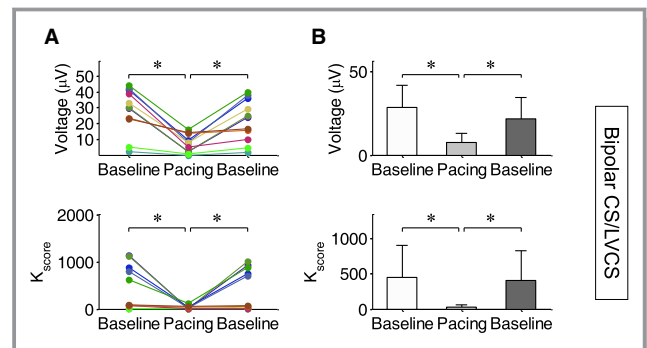 A
B
* *
* *
Voltage (μV)
50
40
30
20
10
Baseline Pacing Baseline
Voltage (μV)
50
0
Baseline Pacing Baseline
* *
* *
Kscore
2000
1000
0
Baseline Pacing Baseline
Kscore
1000
500
0
Baseline Pacing Baseline
Bipolar CS/LVCS